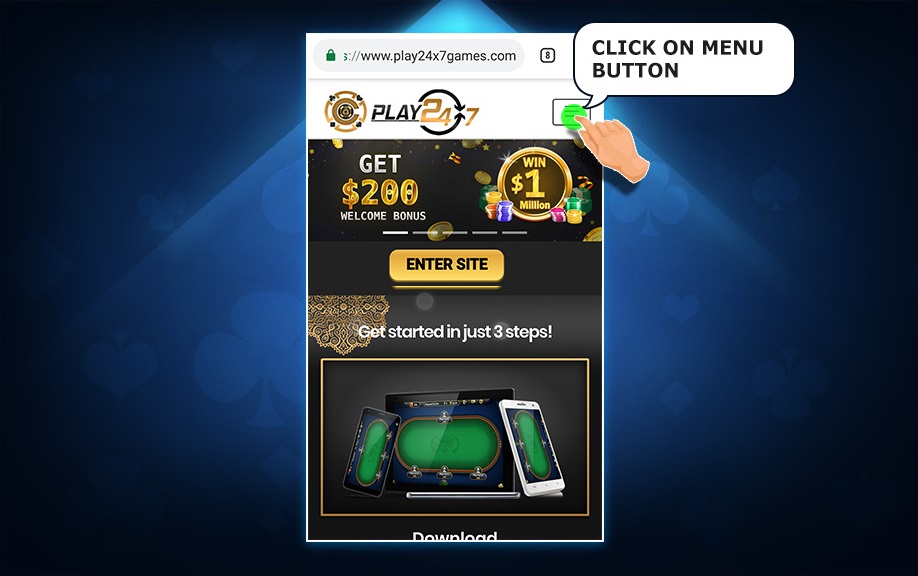 s://www.play24x7games.com
8
CLICK ON MENU
BUTTON
PLAY24x7
GET
$200
WELCOME BONUS
WIN
$1
Million
ENTER SITE
Get started in just 3 steps!
Download